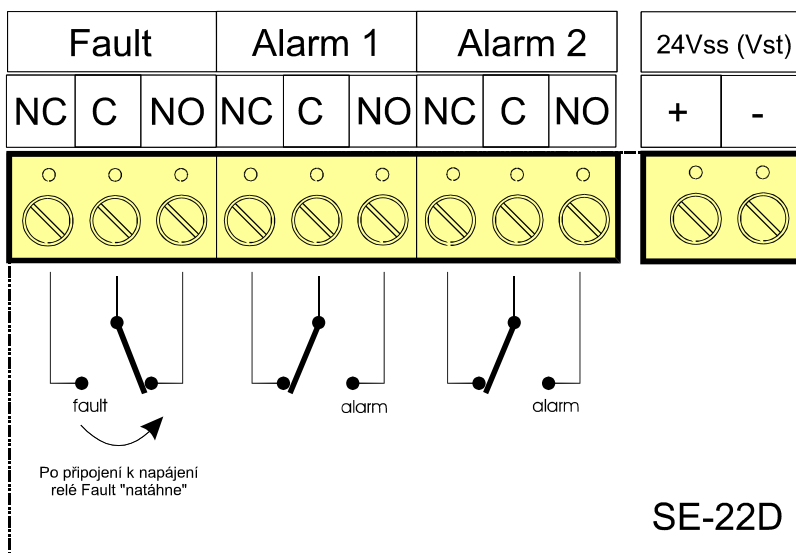 Fault Alarm 1 Alarm 2 24Vss (Vst)
NC C NO NC C NO NC C NO + -
fault alarm alarm
Po připojení k napájení
relé Fault "natáhne"
SE-22D